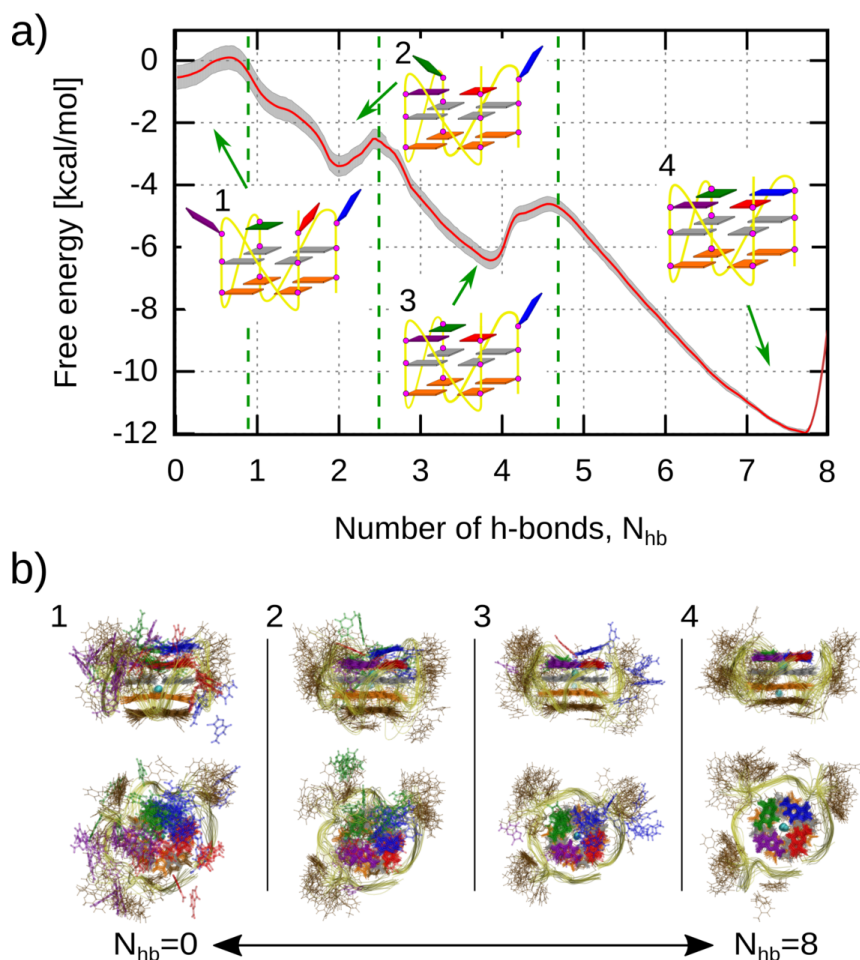 a)
Free energy [kcal/mol]
0
-2
-4
-6
-8
-10
-12
1
2
3
4
0 1 2 3 4 5 6 7 8
Number of h-bonds, Nhb
b)
1 2 3 4
Nhb=0 Nhb=8